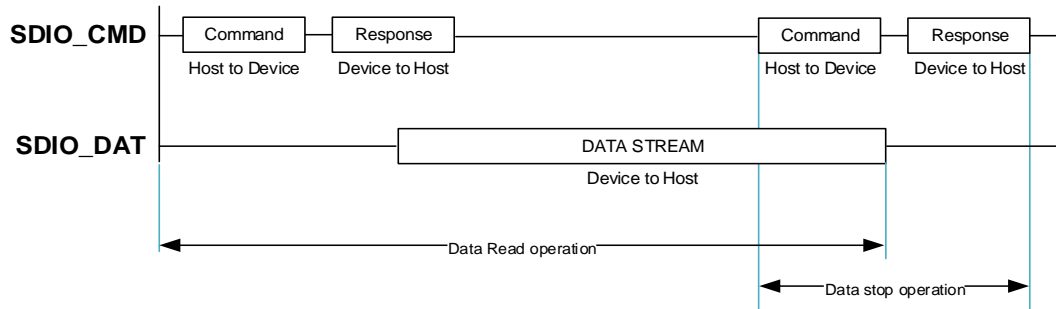 SDIO_CMD
Command
Response
Command
Response
Host to Device
Device to Host
Host to Device
Device to Host
SDIO_DAT
DATA STREAM
Device to Host
Data Read operation
Data stop operation